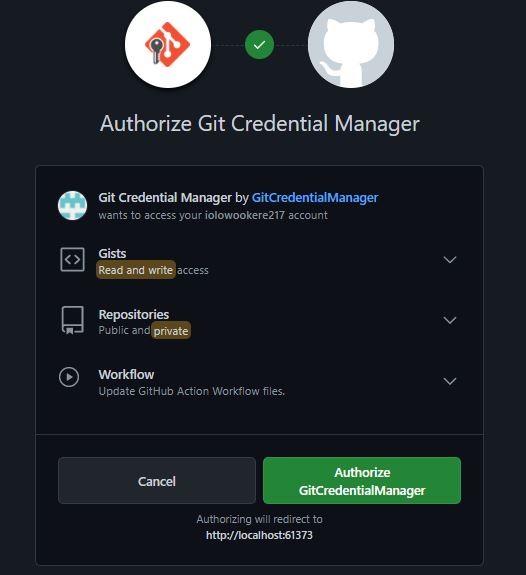 Authorize Git Credential Manager
Git Credential Manager by GitCredentialManager
wants to access your iolowookere217 account
Gists
Read and write access
Repositories
Public and private
Workflow
Update GitHub Action Workflow files.
Cancel
Authorize
GitCredentialManager
Authorizing will redirect to
http://localhost:61373